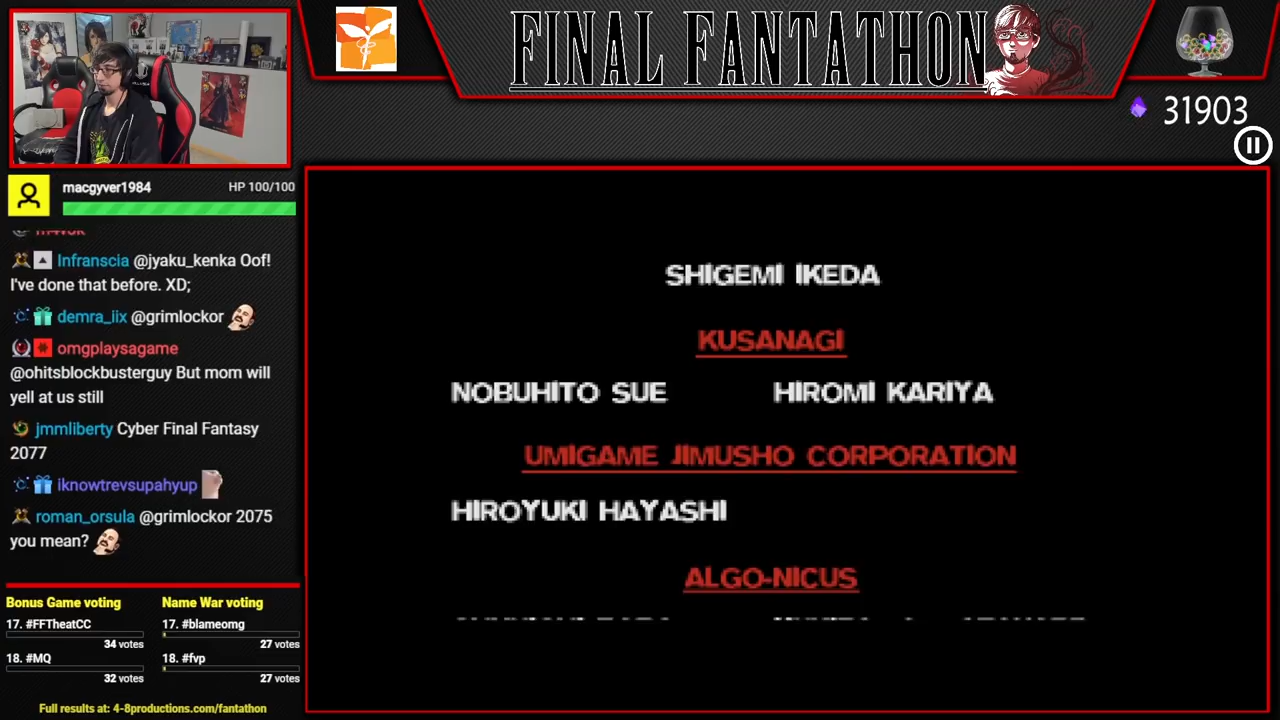 FINAL FANTATHON
31903
macgyver1984 HP 100/100
Infranscia @jyaku_kenka Oof!
I've done that before. XD;
demra_iix @grimlockor
omgplaysagame
@ohitsblockbusterguy But mom will
yell at us still
jmmliberty Cyber Final Fantasy
2077
iknowtrevsupahyup
roman_orsula @grimlockor 2075
you mean?
Bonus Game voting
17. #FFTheatCC
34 votes
18. #MQ
32 votes
Name War voting
17. #blameomg
27 votes
18. #fvp
27 votes
Full results at: 4-8productions.com/fantathon
SHIGEMI IKEDA
KUSANAGI
NOBUHITO SUE HIROMI KARIYA
UMIGAME JIMUSHO CORPORATION
HIROYUKI HAYASHI
ALGO-NICUS